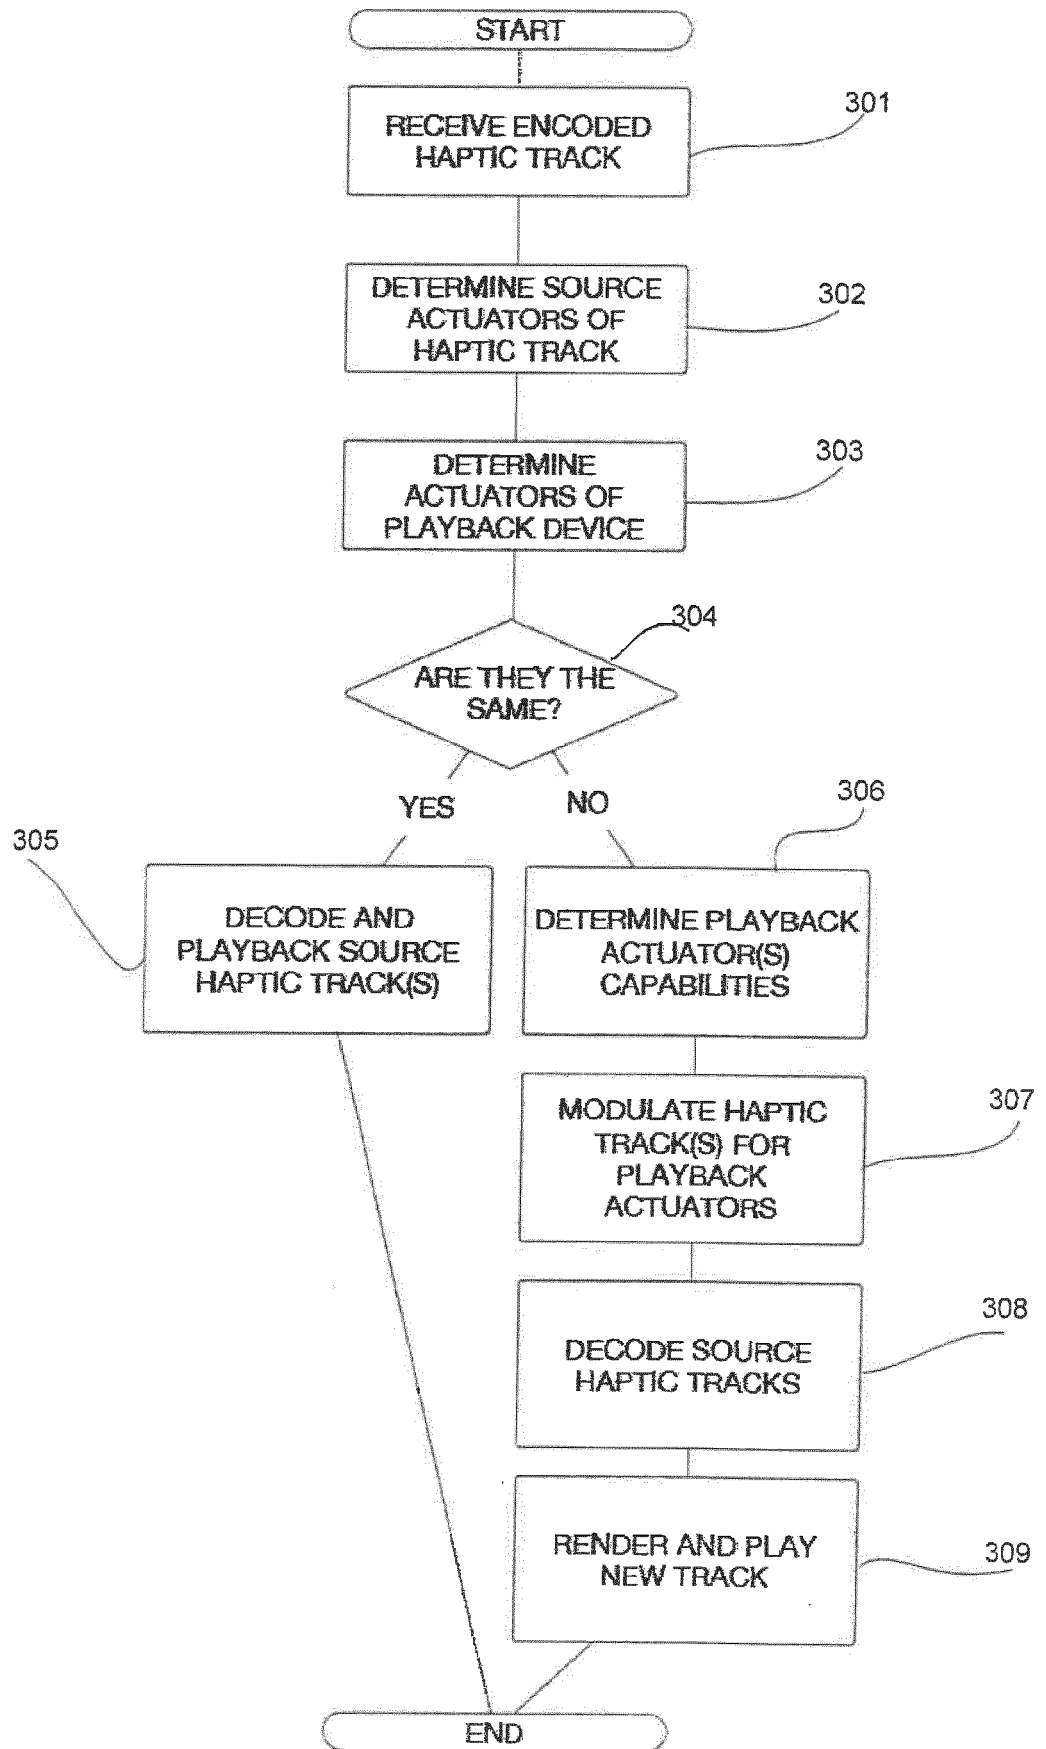 START
RECEIVE ENCODED
HAPTIC TRACK
301
DETERMINE SOURCE
ACTUATORS OF
HAPTIC TRACK
302
DETERMINE
ACTUATORS OF
PLAYBACK DEVICE
303
ARE THEY THE
SAME?
304
YES
NO
305
DECODE AND
PLAYBACK SOURCE
HAPTIC TRACK(S)
306
DETERMINE PLAYBACK
ACTUATOR(S)
CAPABILITIES
MODULATE HAPTIC
TRACK(S) FOR
PLAYBACK
ACTUATORS
307
DECODE SOURCE
HAPTIC TRACKS
308
RENDER AND PLAY
NEW TRACK
309
END